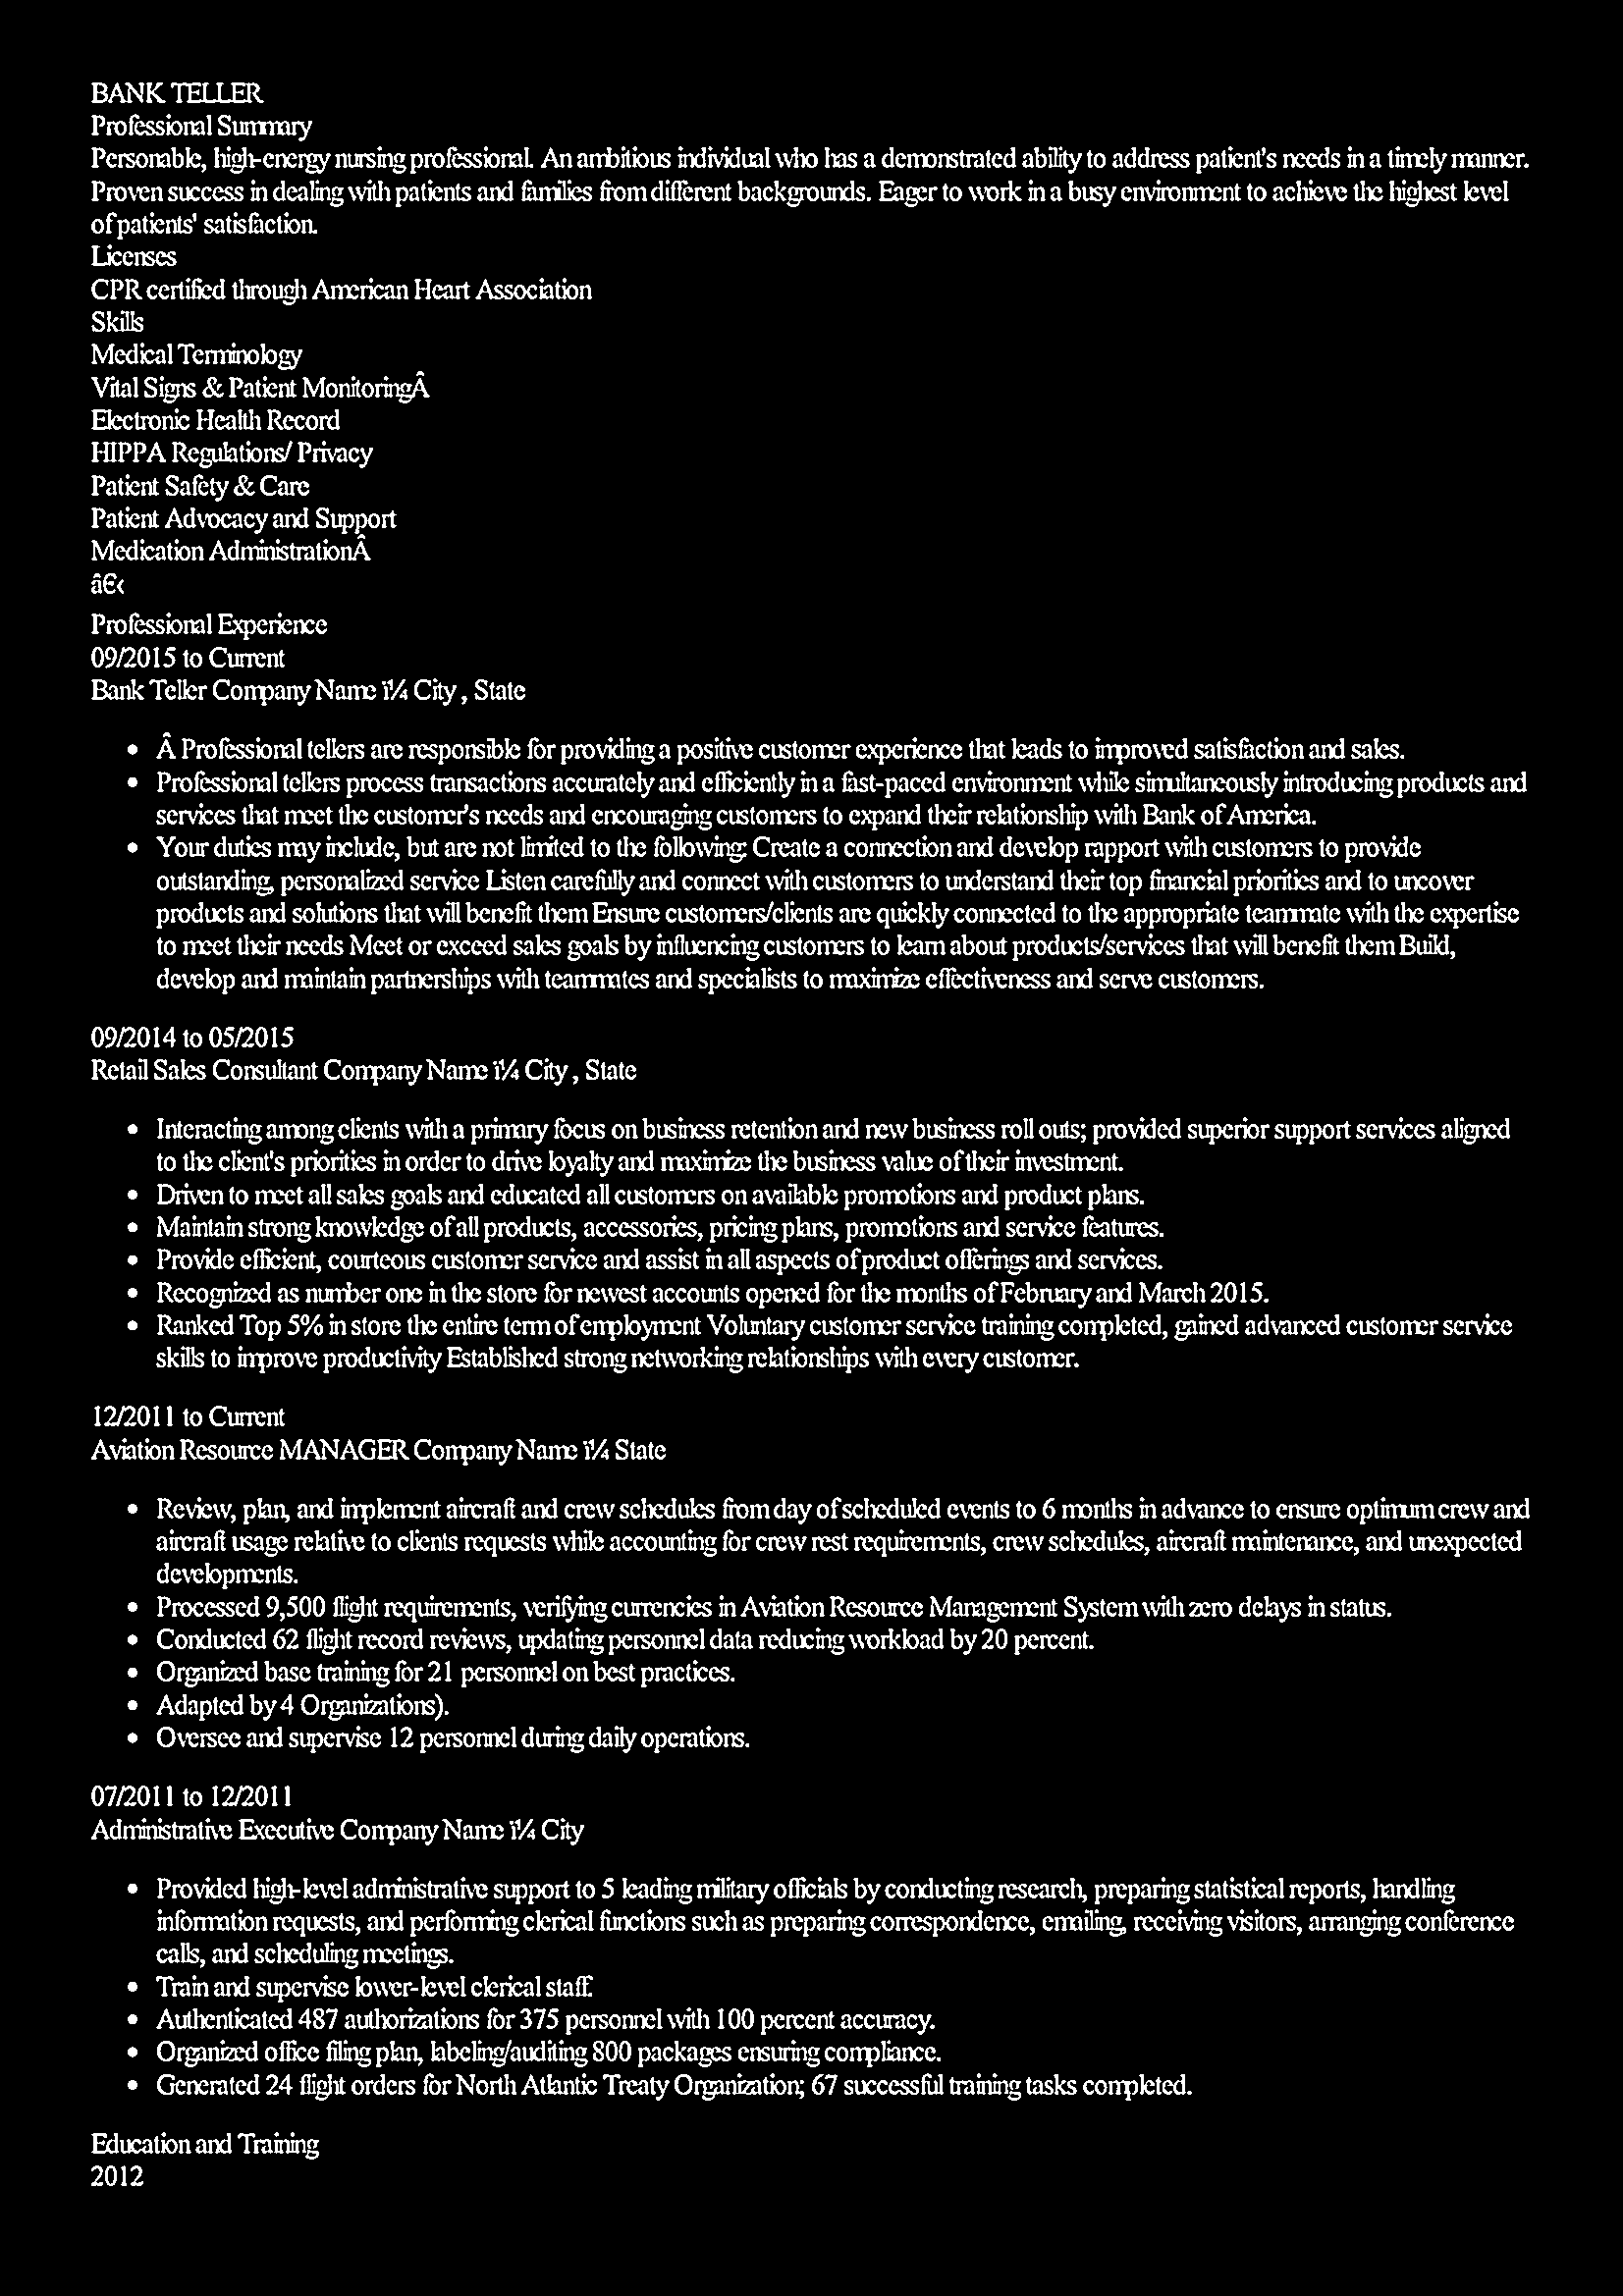 BANK TELLER
Professional Summary
Personable, high-energy nursing professional. An ambitious individual who has a demonstrated ability to address patient's needs in a timely manner.
Proven success in dealing with patients and families from different backgrounds. Eager to work in a busy environment to achieve the highest level
of patients' satisfaction.
Licenses
CPR certified through American Heart Association
Skills
Medical Terminology
Vital Signs & Patient MonitoringÂ
Electronic Health Record
HIPPA Regulations/ Privacy
Patient Safety & Care
Patient Advocacy and Support
Medication AdministrationÂ
â€‹
Professional Experience
09/2015 to Current
Bank Teller Company Name ï¼ City , State
• Â Professional tellers are responsible for providing a positive customer experience that leads to improved satisfaction and sales.
• Professional tellers process transactions accurately and efficiently in a fast-paced environment while simultaneously introducing products and
services that meet the customer's needs and encouraging customers to expand their relationship with Bank of America.
• Your duties may include, but are not limited to the following: Create a connection and develop rapport with customers to provide
outstanding, personalized service Listen carefully and connect with customers to understand their top financial priorities and to uncover
products and solutions that will benefit them Ensure customers/clients are quickly connected to the appropriate teammate with the expertise
to meet their needs Meet or exceed sales goals by influencing customers to learn about products/services that will benefit them Build,
develop and maintain partnerships with teammates and specialists to maximize effectiveness and serve customers.
09/2014 to 05/2015
Retail Sales Consultant Company Name ï¼ City , State
• Interacting among clients with a primary focus on business retention and new business roll outs; provided superior support services aligned
to the client's priorities in order to drive loyalty and maximize the business value of their investment.
• Driven to meet all sales goals and educated all customers on available promotions and product plans.
• Maintain strong knowledge of all products, accessories, pricing plans, promotions and service features.
• Provide efficient, courteous customer service and assist in all aspects of product offerings and services.
• Recognized as number one in the store for newest accounts opened for the months of February and March 2015.
• Ranked Top 5% in store the entire term of employment Voluntary customer service training completed, gained advanced customer service
skills to improve productivity Established strong networking relationships with every customer.
12/2011 to Current
Aviation Resource MANAGER Company Name ï¼ State
• Review, plan, and implement aircraft and crew schedules from day of scheduled events to 6 months in advance to ensure optimum crew and
aircraft usage relative to clients requests while accounting for crew rest requirements, crew schedules, aircraft maintenance, and unexpected
developments.
• Processed 9,500 flight requirements, verifying currencies in Aviation Resource Management System with zero delays in status.
• Conducted 62 flight record reviews, updating personnel data reducing workload by 20 percent.
• Organized base training for 21 personnel on best practices.
• Adapted by 4 Organizations).
• Oversee and supervise 12 personnel during daily operations.
07/2011 to 12/2011
Administrative Executive Company Name ï¼ City
• Provided high-level administrative support to 5 leading military officials by conducting research, preparing statistical reports, handling
information requests, and performing clerical functions such as preparing correspondence, emailing, receiving visitors, arranging conference
calls, and scheduling meetings.
• Train and supervise lower-level clerical staff.
• Authenticated 487 authorizations for 375 personnel with 100 percent accuracy.
• Organized office filing plan, labeling/auditing 800 packages ensuring compliance.
• Generated 24 flight orders for North Atlantic Treaty Organization; 67 successful training tasks completed.
Education and Training
2012